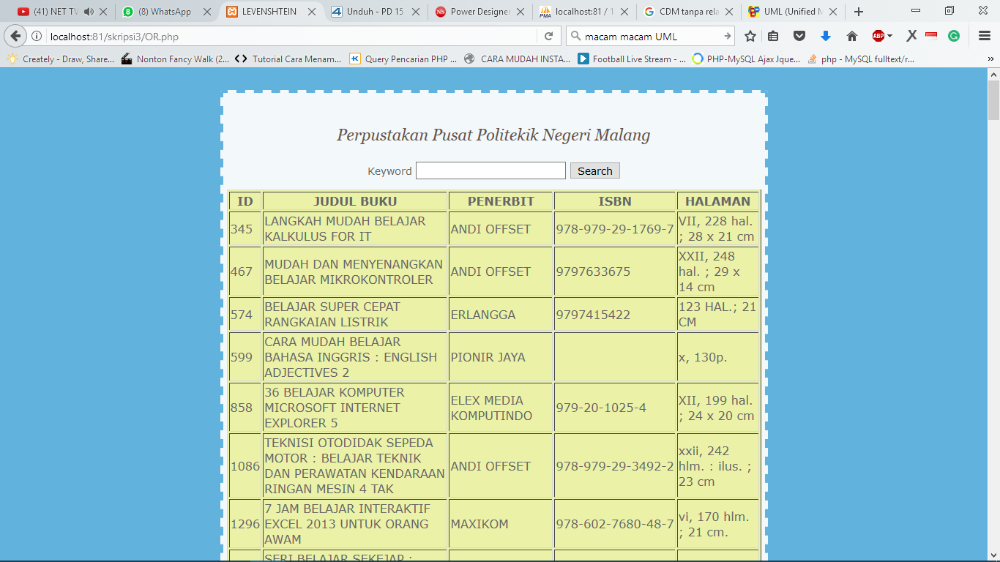 (41) NET TV
(8) WhatsApp
LEVENSHTEIN
Unduh - PD 15
Power Designer
localhost:81 / 1
CDM tanpa rela
UML (Unified M
localhost:81/skripsi3/OR.php
macam macam UML
Creately - Draw, Share...
Nonton Fancy Walk (2...
Tutorial Cara Menam...
Query Pencarian PHP ...
CARA MUDAH INSTA...
Football Live Stream - ...
PHP-MySQL Ajax Jque...
php - MySQL fulltext/r...
Perpustakan Pusat Politekik Negeri Malang
Keyword
Search
ID JUDUL BUKU PENERBIT ISBN HALAMAN
345 LANGKAH MUDAH BELAJAR KALKULUS FOR IT ANDI OFFSET 978-979-29-1769-7 VII, 228 hal. ; 28 x 21 cm
467 MUDAH DAN MENYENANGKAN BELAJAR MIKROKONTROLER ANDI OFFSET 9797633675 XXII, 248 hal. ; 29 x 14 cm
574 BELAJAR SUPER CEPAT RANGKAIAN LISTRIK ERLANGGA 9797415422 123 HAL.; 21 CM
599 CARA MUDAH BELAJAR BAHASA INGGRIS : ENGLISH ADJECTIVES 2 PIONIR JAYA x, 130p.
858 36 BELAJAR KOMPUTER MICROSOFT INTERNET EXPLORER 5 ELEX MEDIA KOMPUTINDO 979-20-1025-4 XII, 199 hal. ; 24 x 20 cm
1086 TEKNISI OTODIDAK SEPEDA MOTOR : BELAJAR TEKNIK DAN PERAWATAN KENDARAAN RINGAN MESIN 4 TAK ANDI OFFSET 978-979-29-3492-2 xxii, 242 hlm. : ilus. ; 23 cm
1296 7 JAM BELAJAR INTERAKTIF EXCEL 2013 UNTUK ORANG AWAM MAXIKOM 978-602-7680-48-7 vi, 170 hlm. ; 21 cm.
SERI BELAJAR SEKEJAP :